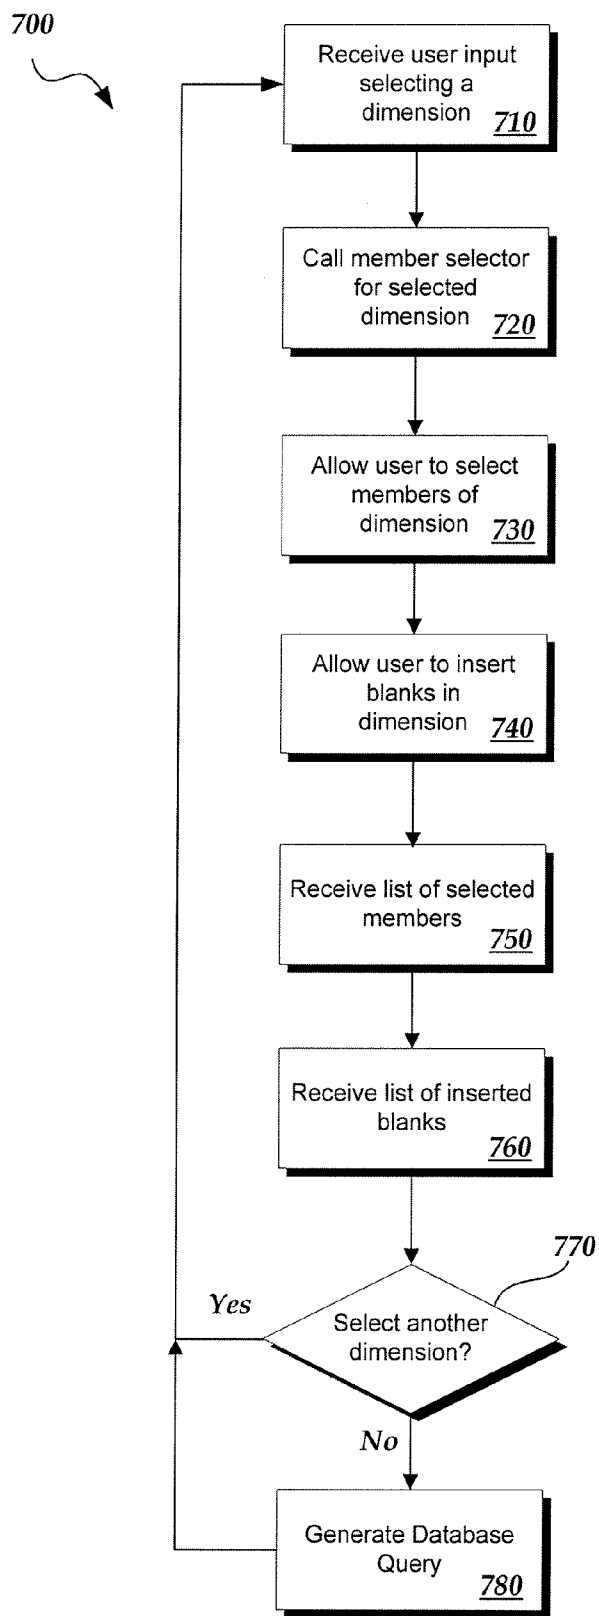 700
Receive user input
selecting a
dimension
710
Call member selector
for selected
dimension
720
Allow user to select
members of
dimension
730
Allow user to insert
blanks in
dimension
740
Receive list of selected
members
750
Receive list of inserted
blanks
760
770
Yes
Select another
dimension?
No
Generate Database
Query
780